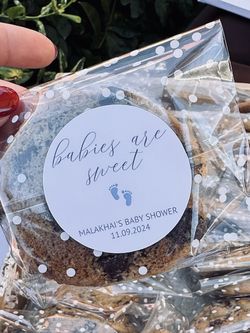 babies are
sweet
MALAKHAI'S BABY SHOWER
11.09.2024